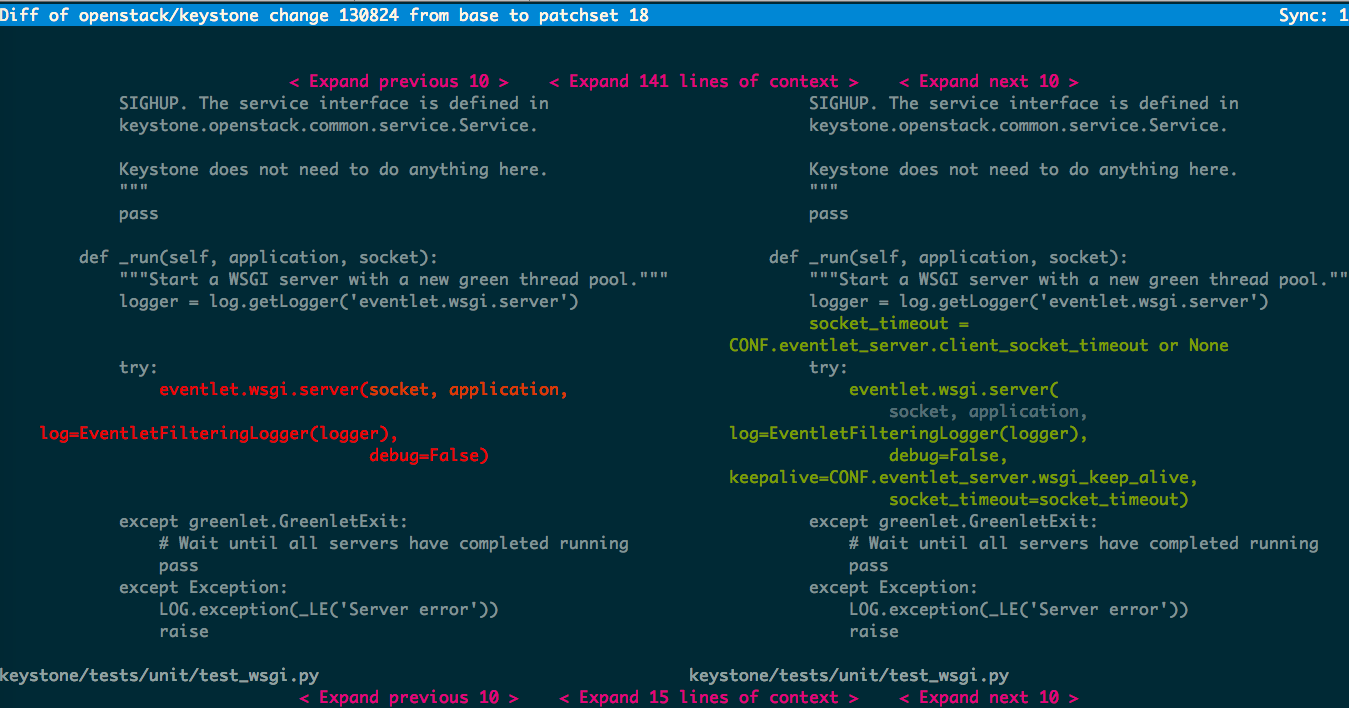 Diff of openstack/keystone change 130824 from base to patchset 18 Sync: 1
< Expand previous 10 > < Expand 141 lines of context > < Expand next 10 >
SIGHUP. The service interface is defined in SIGHUP. The service interface is defined in
keystone.openstack.common.service.Service. keystone.openstack.common.service.Service.
Keystone does not need to do anything here. Keystone does not need to do anything here.
""" """
pass pass
def _run(self, application, socket): def _run(self, application, socket):
"""Start a WSGI server with a new green thread pool.""" """Start a WSGI server with a new green thread pool.""
logger = log.getLogger('eventlet.wsgi.server') logger = log.getLogger('eventlet.wsgi.server')
socket_timeout =
CONF.eventlet_server.client_socket_timeout or None
try: try:
eventlet.wsgi.server(socket, application, eventlet.wsgi.server(
socket, application,
log=EventletFilteringLogger(logger), log=EventletFilteringLogger(logger),
debug=False) debug=False,
keepalive=CONF.eventlet_server.wsgi_keep_alive,
socket_timeout=socket_timeout)
except greenlet.GreenletExit: except greenlet.GreenletExit:
# Wait until all servers have completed running # Wait until all servers have completed running
pass pass
except Exception: except Exception:
LOG.exception(_LE('Server error')) LOG.exception(_LE('Server error'))
raise raise
keystone/tests/unit/test_wsgi.py keystone/tests/unit/test_wsgi.py
< Expand previous 10 > < Expand 15 lines of context > < Expand next 10 >